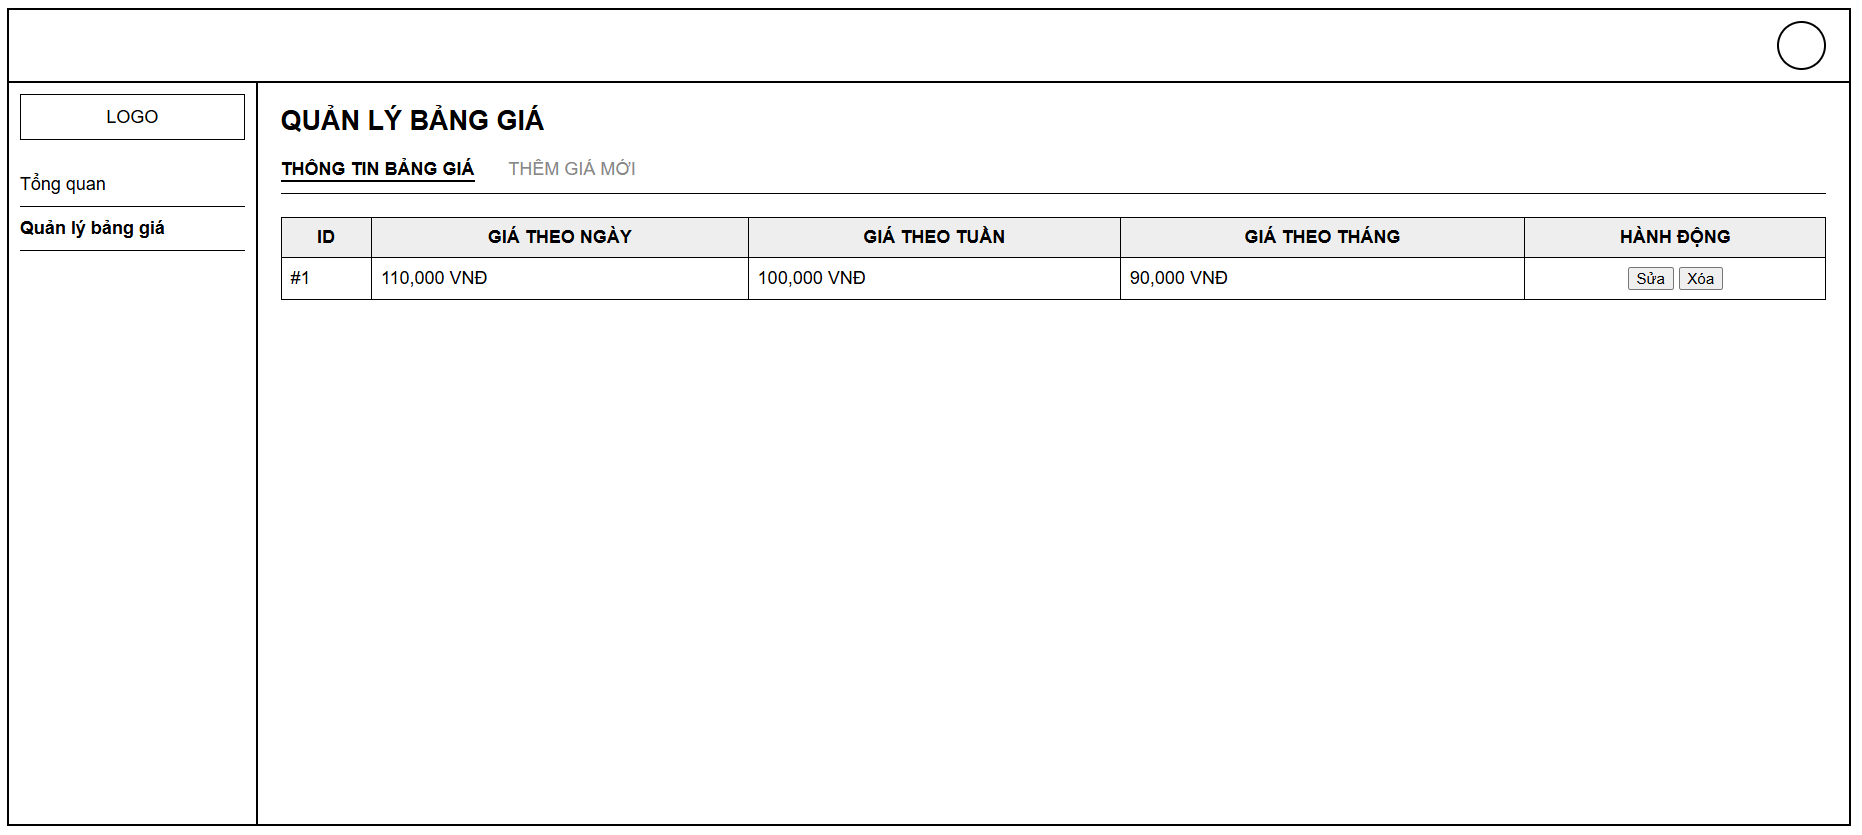 LOGO
Tổng quan
Quản lý bảng giá
QUẢN LÝ BẢNG GIÁ
THÔNG TIN BẢNG GIÁ THÊM GIÁ MỚI
ID GIÁ THEO NGÀY GIÁ THEO TUẦN GIÁ THEO THÁNG HÀNH ĐỘNG
#1 110,000 VNĐ 100,000 VNĐ 90,000 VNĐ Sửa Xóa